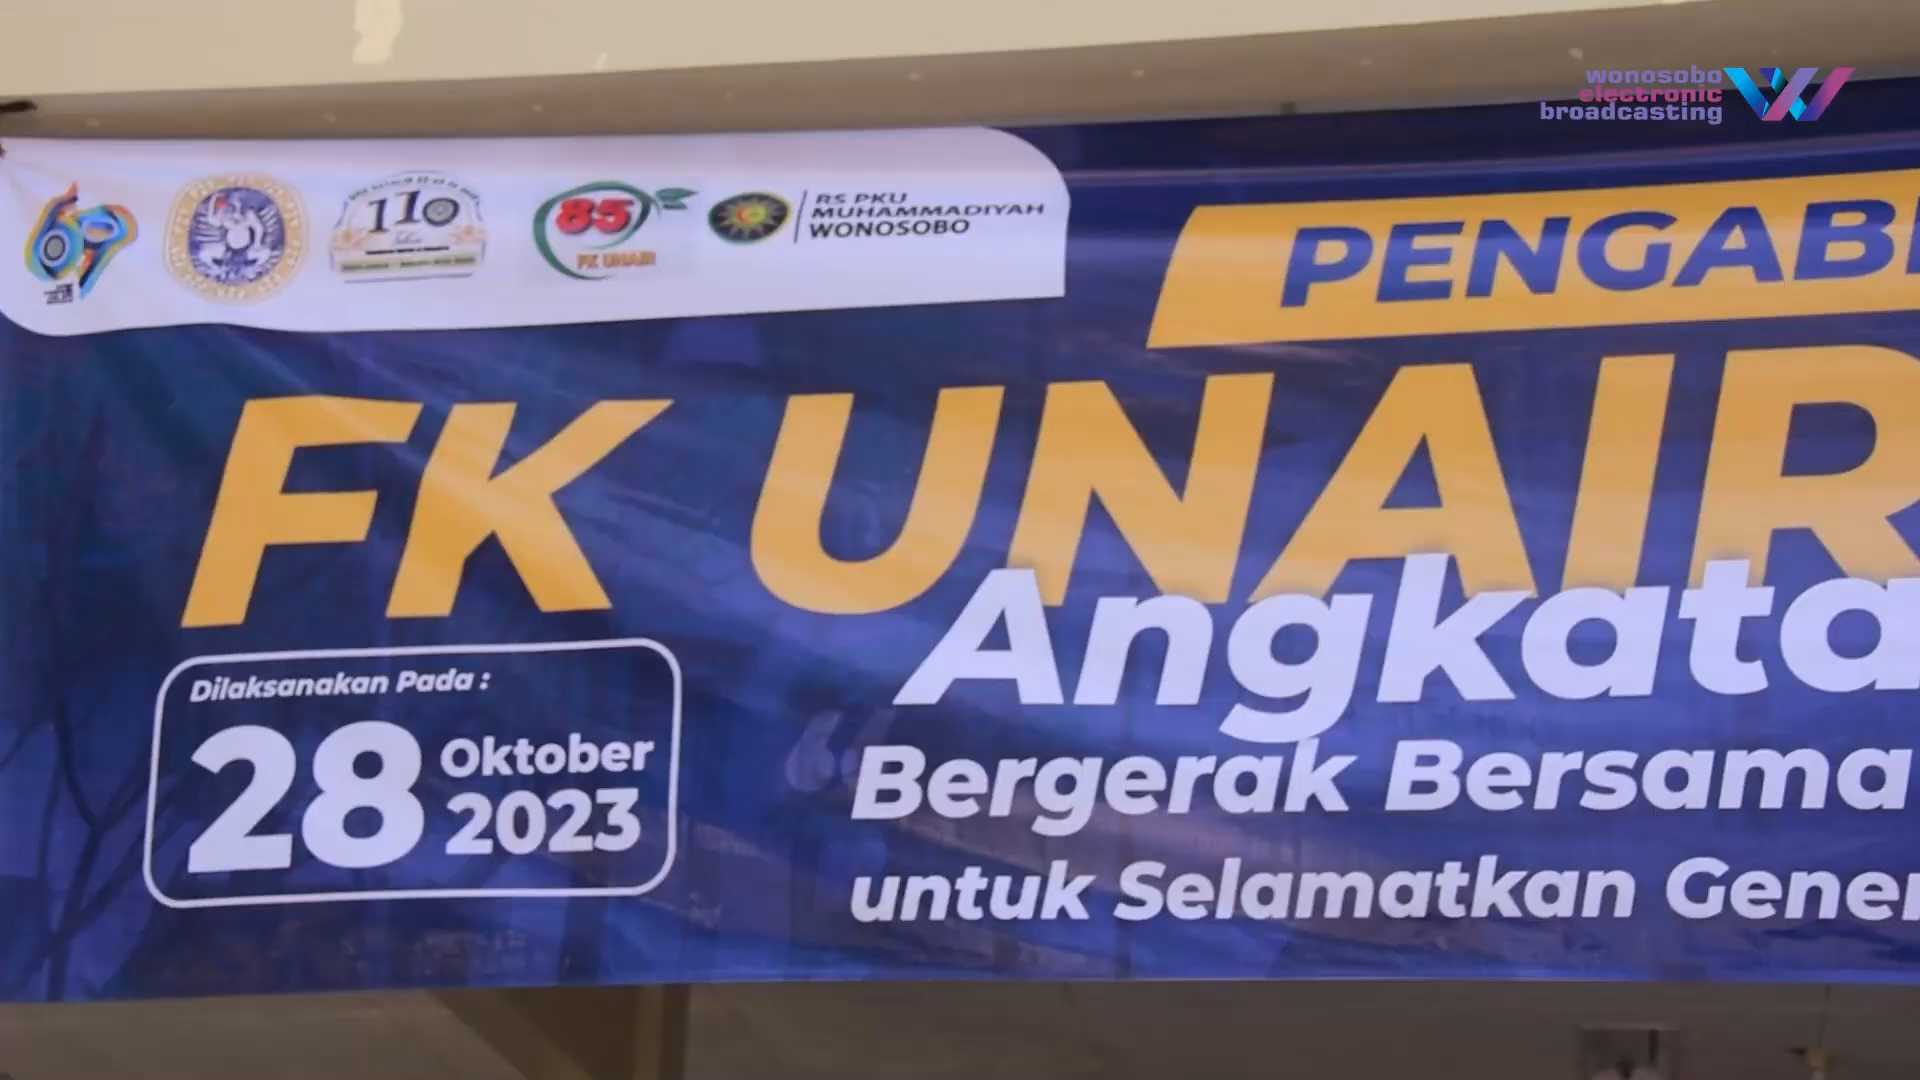 wonosobo
electronic
broadcasting
69
110
85
FK UNAIR
RS PKU
MUHAMMADIYAH
WONOSOBO
PENGAB
FK UNAIR
Angkata
Dilaksanakan Pada :
28 Oktober
2023
“Bergerak Bersama
untuk Selamatkan Gener